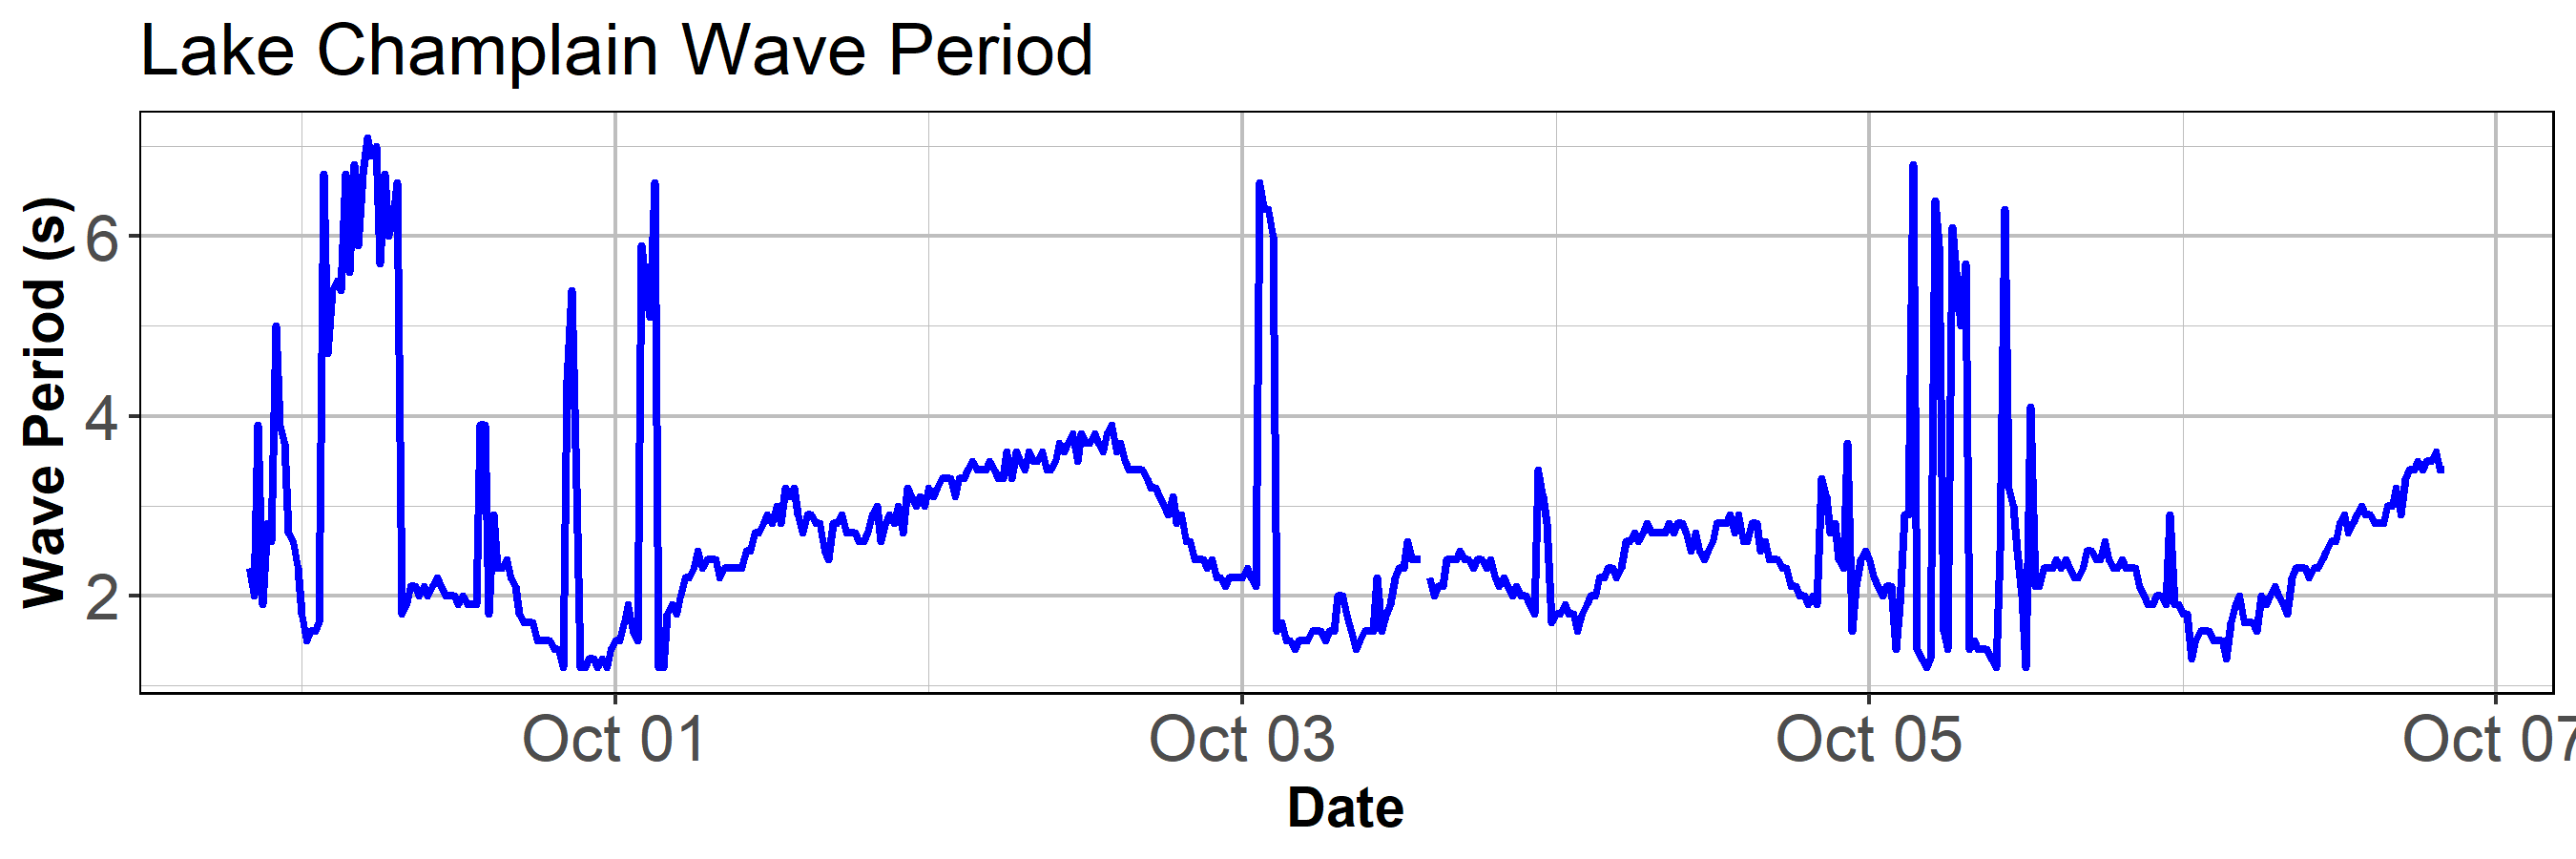 Lake Champlain Wave Period
Wave Period (s)
6
4
2
Oct 01 Oct 03 Oct 05 Oct 07
Date